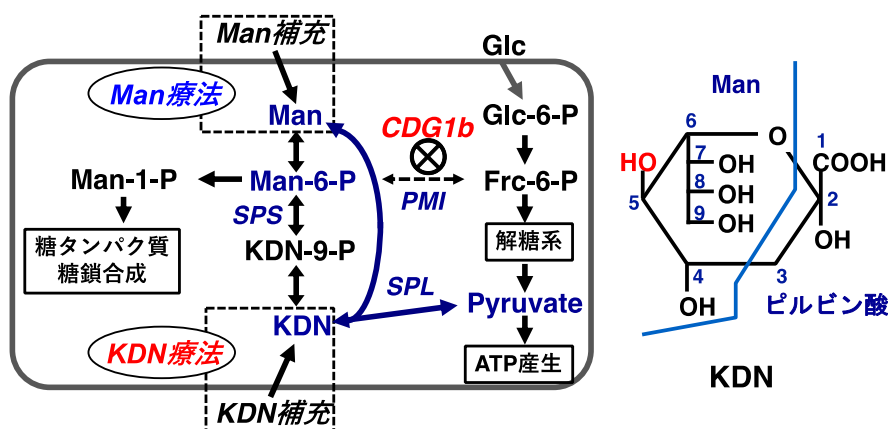 Man補充
Glc
Man療法
Man
CDG1b
Glc-6-P
Man-1-P
Man-6-P
PMI
Frc-6-P
SPS
糖タンパク質
糖鎖合成
KDN-9-P
解糖系
SPL
KDN
Pyruvate
KDN療法
ATP産生
KDN補充
Man
6
O
1
HO
7
OH
COOH
8
OH
2
5
9
OH
OH
4
3
OH
ピルビン酸
KDN